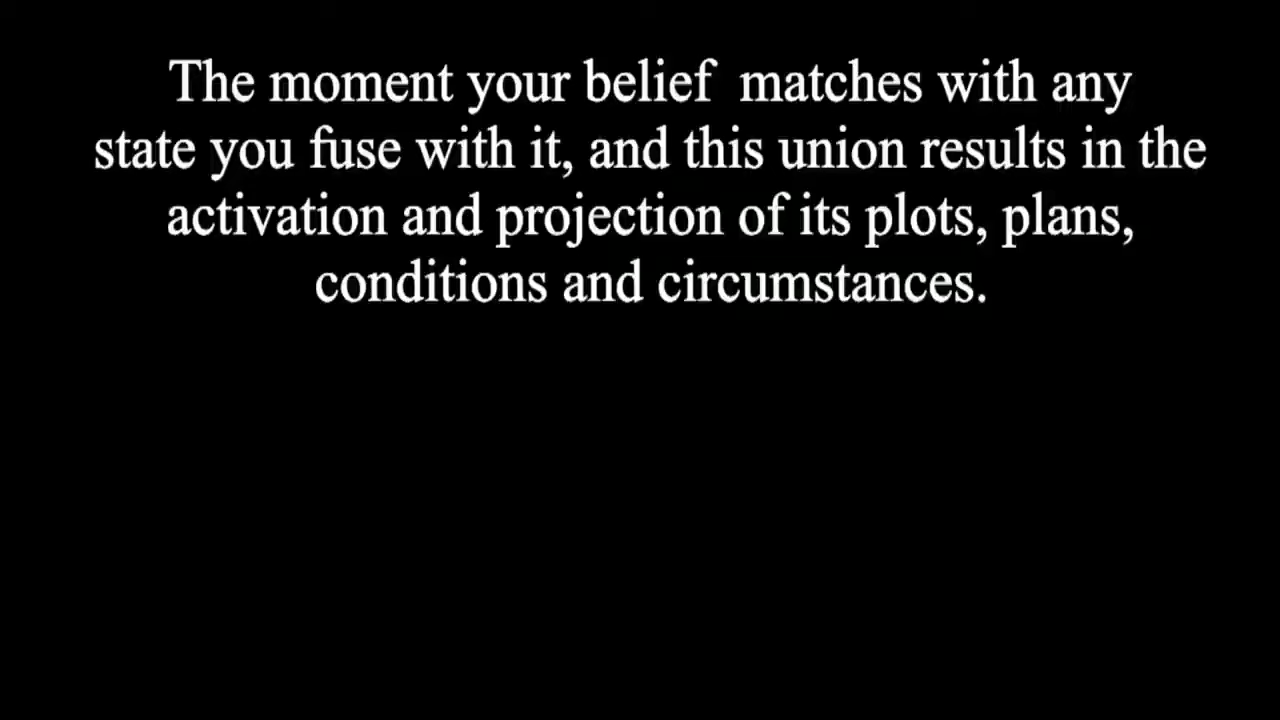 The moment your belief  matches with any
state you fuse with it, and this union results in the
activation and projection of its plots, plans,
conditions and circumstances.